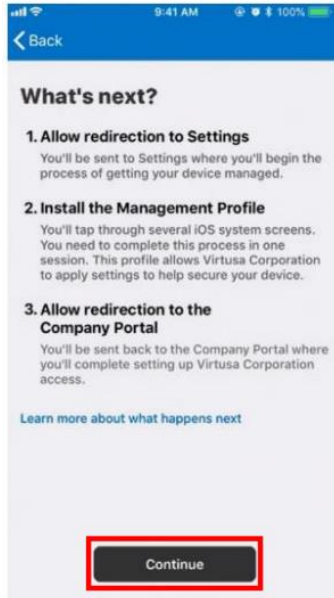 9:41 AM
100%
Back
What's next?
1. Allow redirection to Settings
You'll be sent to Settings where you'll begin the
process of getting your device managed.
2. Install the Management Profile
You'll tap through several iOS system screens.
You need to complete this process in one
session. This profile allows Virtusa Corporation
to apply settings to help secure your device.
3. Allow redirection to the
Company Portal
You'll be sent back to the Company Portal where
you'll complete setting up Virtusa Corporation
access.
Learn more about what happens next
Continue